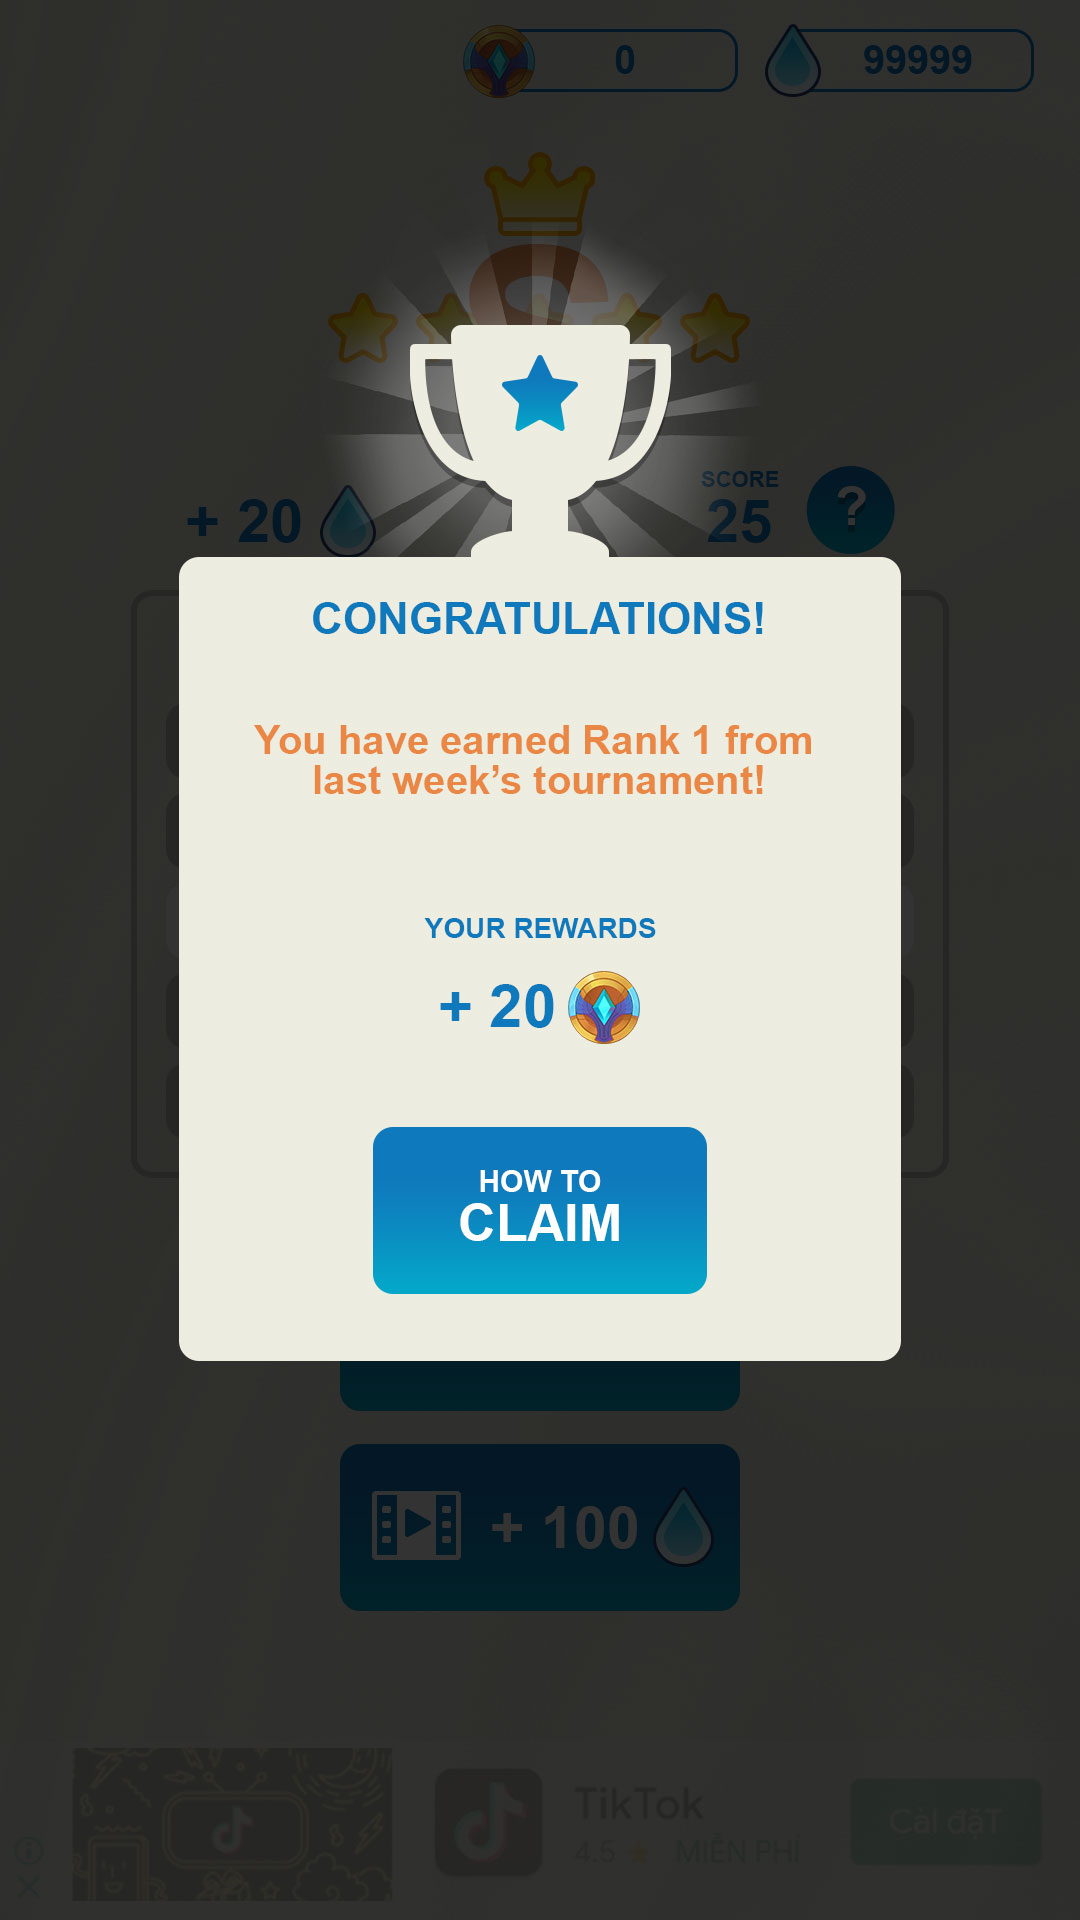 0
99999
+ 20
SCORE
25
?
CONGRATULATIONS!
You have earned Rank 1 from
last week’s tournament!
YOUR REWARDS
+ 20
HOW TO
CLAIM
+ 100
TikTok
4.5 ★ MIỄN PHÍ
Cài đặT